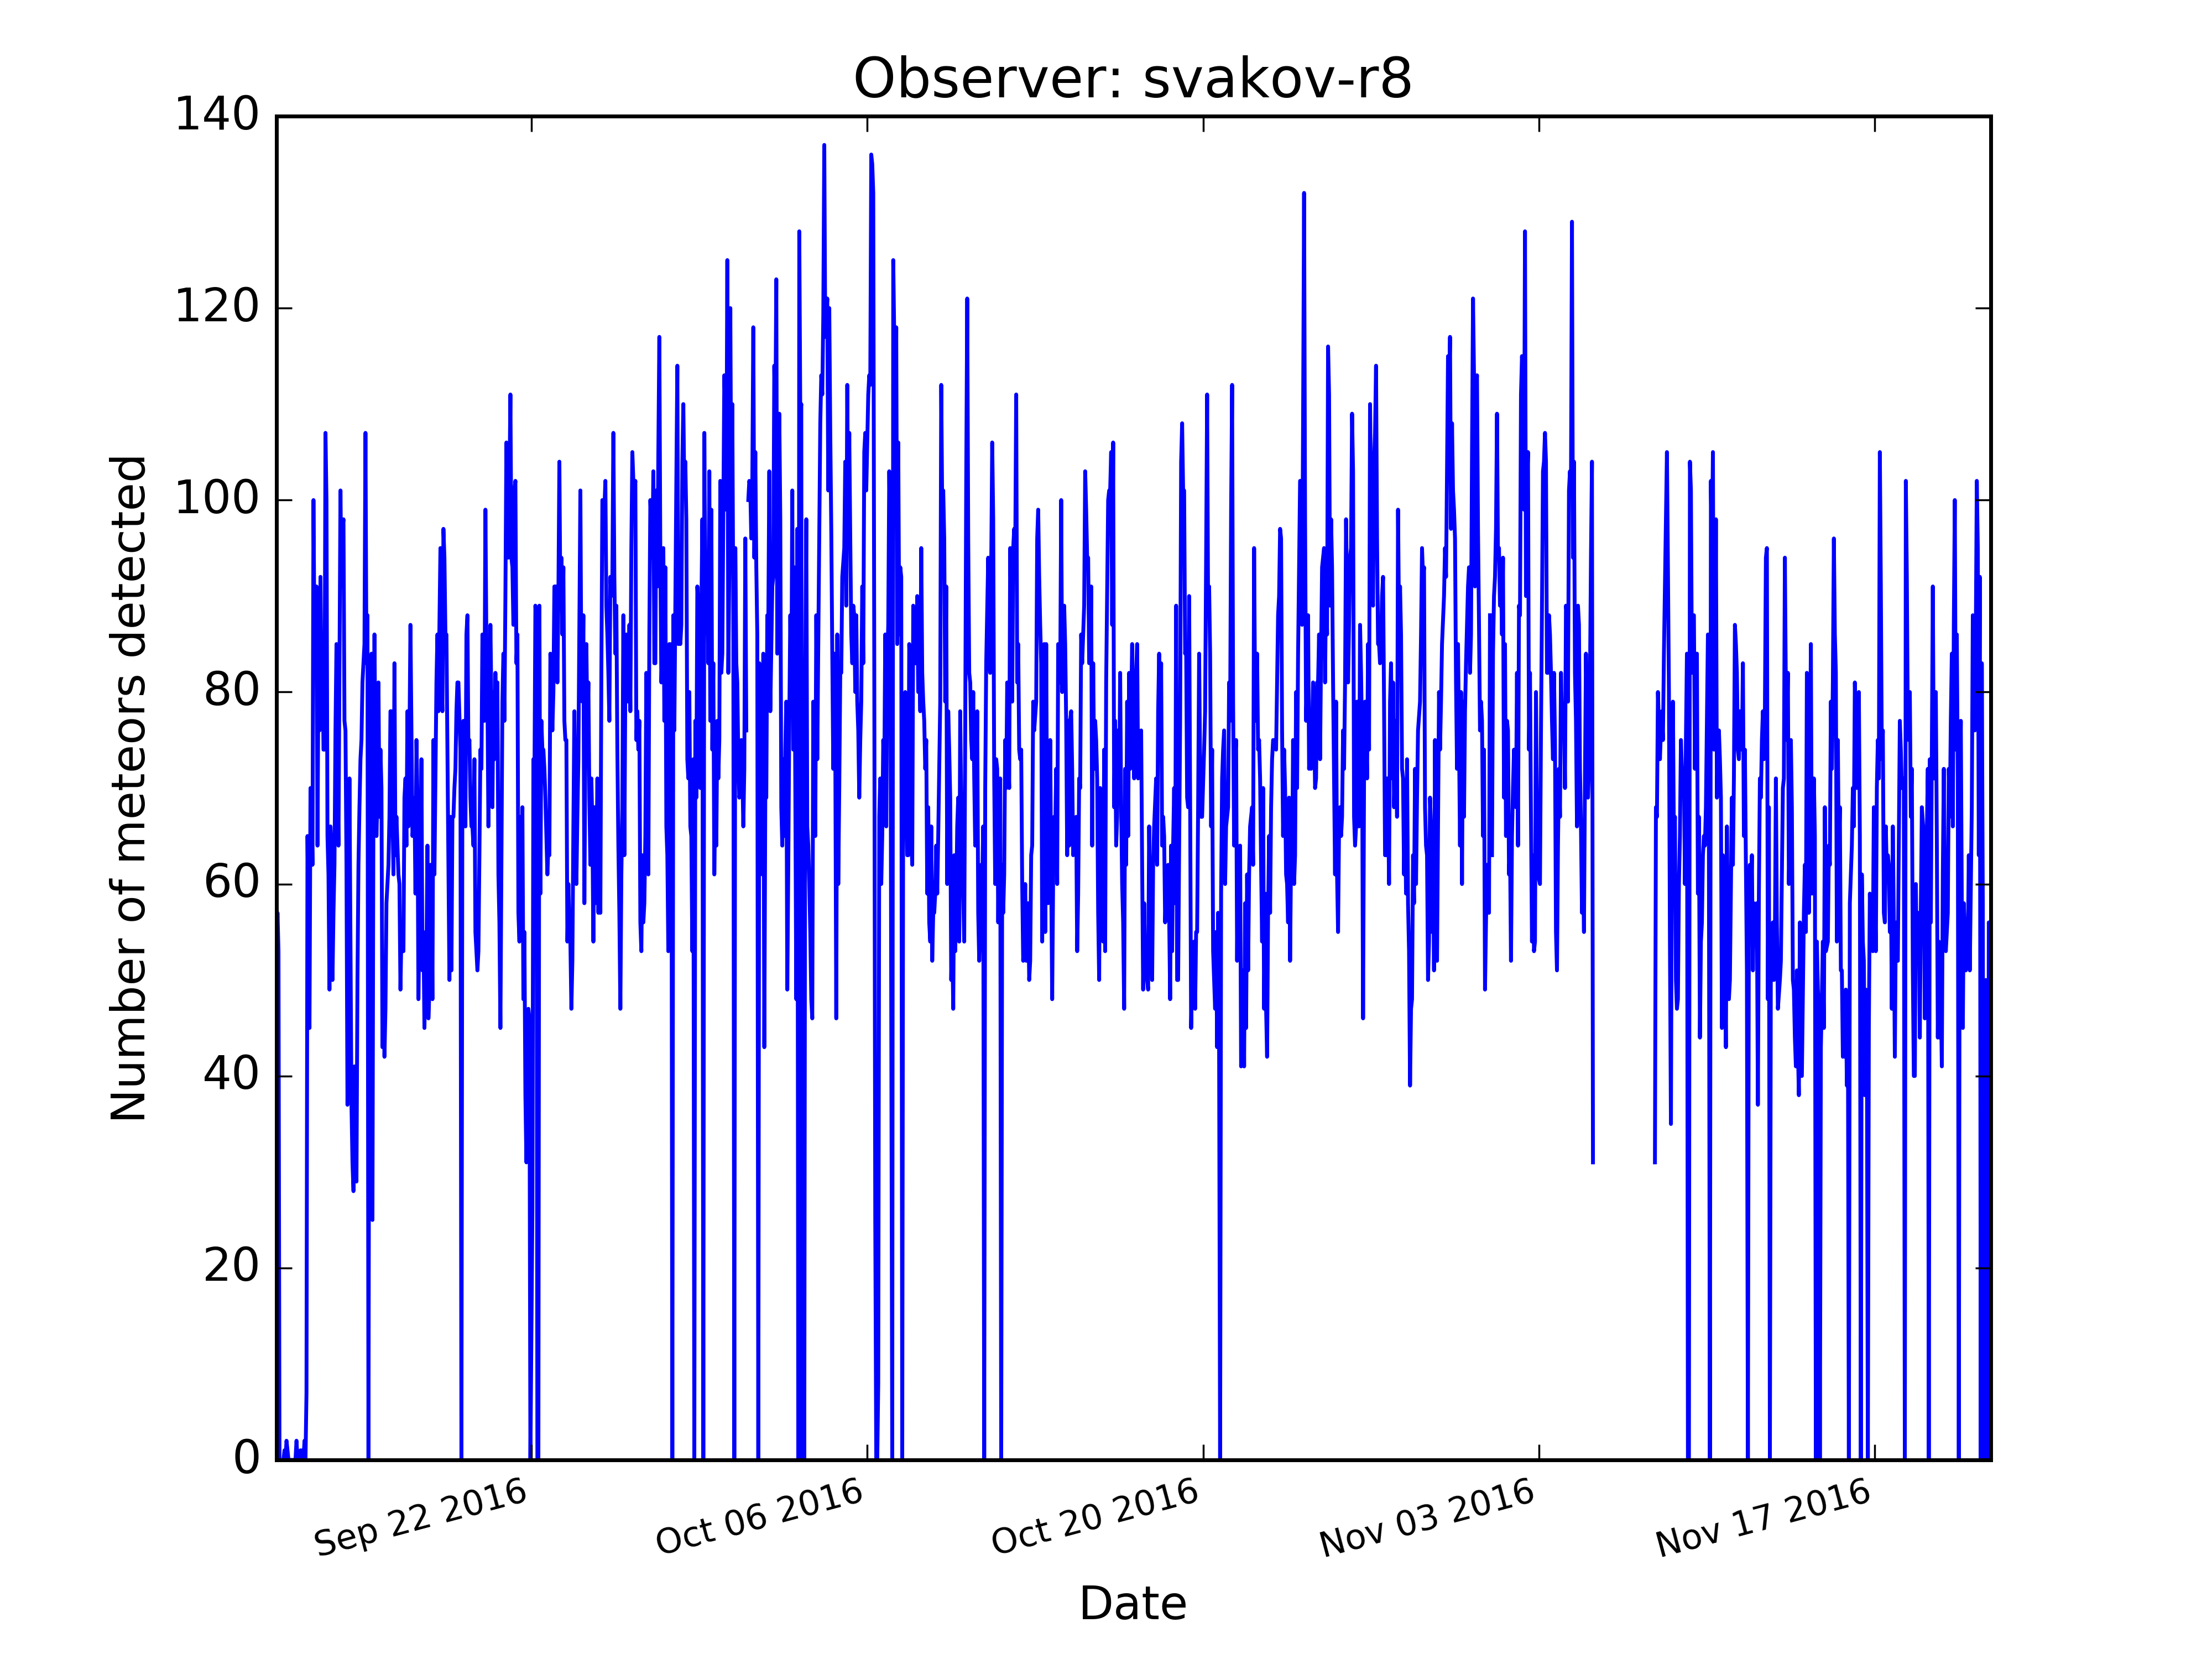 Observer: svakov-r8
140
120
100
80
60
40
20
0
Number of meteors detected
Sep 22 2016
Oct 06 2016
Oct 20 2016
Nov 03 2016
Nov 17 2016
Date